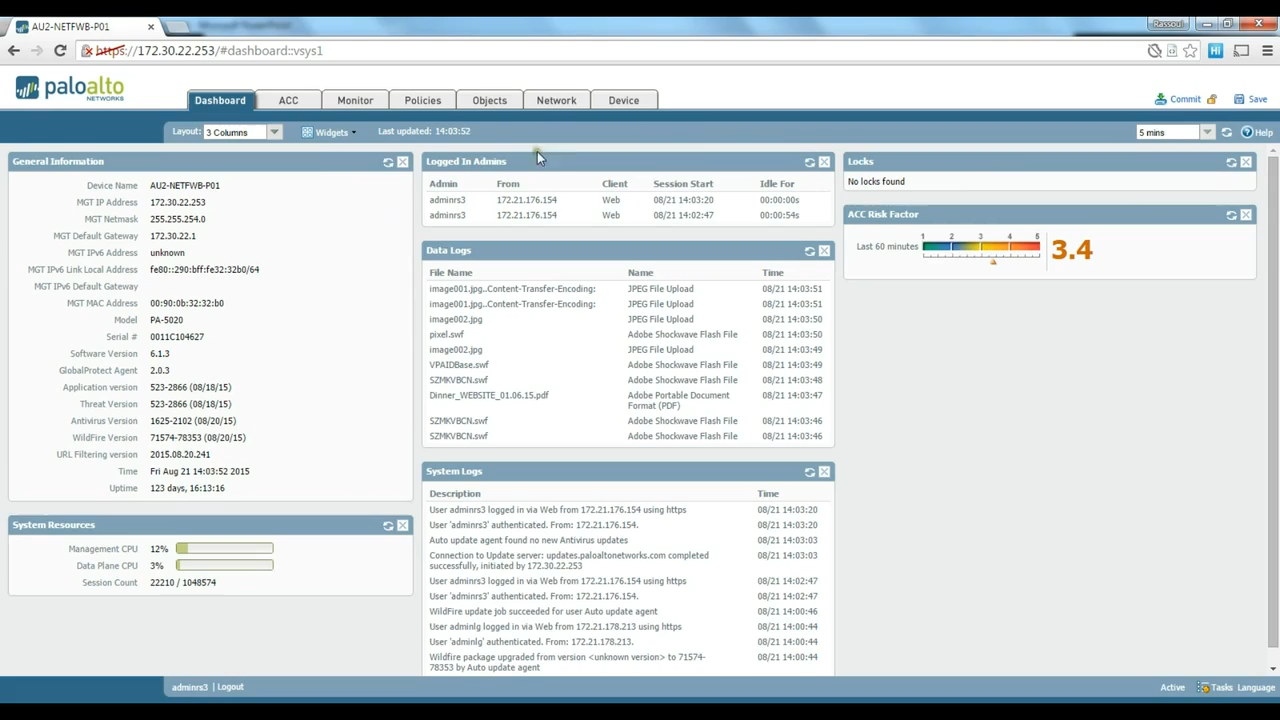 AU2-NETFWB-P01
Rassoul
https://172.30.22.253/#dashboard::vsys1
paloalto
NETWORKS
Dashboard ACC Monitor Policies Objects Network Device
Commit Save
Layout: 3 Columns Widgets Last updated: 14:03:52 5 mins Help
General Information
Device Name AU2-NETFWB-P01
MGT IP Address 172.30.22.253
MGT Netmask 255.255.254.0
MGT Default Gateway 172.30.22.1
MGT IPv6 Address unknown
MGT IPv6 Link Local Address fe80::290:bff:fe32:32b0/64
MGT IPv6 Default Gateway
MGT MAC Address 00:90:0b:32:32:b0
Model PA-5020
Serial # 0011C104627
Software Version 6.1.3
GlobalProtect Agent 2.0.3
Application version 523-2866 (08/18/15)
Threat Version 523-2866 (08/18/15)
Antivirus Version 1625-2102 (08/20/15)
WildFire Version 71574-78353 (08/20/15)
URL Filtering version 2015.08.20.241
Time Fri Aug 21 14:03:52 2015
Uptime 123 days, 16:13:16
System Resources
Management CPU 12%
Data Plane CPU 3%
Session Count 22210 / 1048574
Logged In Admins
Admin From Client Session Start Idle For
adminrs3 172.21.176.154 Web 08/21 14:03:20 00:00:00s
adminrs3 172.21.176.154 Web 08/21 14:02:47 00:00:54s
Data Logs
File Name Name Time
image001.jpg..Content-Transfer-Encoding: JPEG File Upload 08/21 14:03:51
image001.jpg..Content-Transfer-Encoding: JPEG File Upload 08/21 14:03:51
image002.jpg JPEG File Upload 08/21 14:03:50
pixel.swf Adobe Shockwave Flash File 08/21 14:03:50
image002.jpg JPEG File Upload 08/21 14:03:49
VPAIDBase.swf Adobe Shockwave Flash File 08/21 14:03:49
SZMKVBCN.swf Adobe Shockwave Flash File 08/21 14:03:48
Dinner_WEBSITE_01.06.15.pdf Adobe Portable Document 08/21 14:03:47
Format (PDF)
SZMKVBCN.swf Adobe Shockwave Flash File 08/21 14:03:46
SZMKVBCN.swf Adobe Shockwave Flash File 08/21 14:03:46
System Logs
Description Time
User adminrs3 logged in via Web from 172.21.176.154 using https 08/21 14:03:20
User 'adminrs3' authenticated. From: 172.21.176.154. 08/21 14:03:20
Auto update agent found no new Antivirus updates 08/21 14:03:03
Connection to Update server: updates.paloaltonetworks.com completed 08/21 14:03:03
successfully, initiated by 172.30.22.253
User adminrs3 logged in via Web from 172.21.176.154 using https 08/21 14:02:47
User 'adminrs3' authenticated. From: 172.21.176.154. 08/21 14:02:47
WildFire update job succeeded for user Auto update agent 08/21 14:00:46
User adminlg logged in via Web from 172.21.178.213 using https 08/21 14:00:44
User 'adminlg' authenticated. From: 172.21.178.213. 08/21 14:00:44
Wildfire package upgraded from version <unknown version> to 71574- 08/21 14:00:44
78353 by Auto update agent
Locks
No locks found
ACC Risk Factor
1 2 3 4 5
Last 60 minutes 3.4
adminrs3 | Logout Active Tasks Language